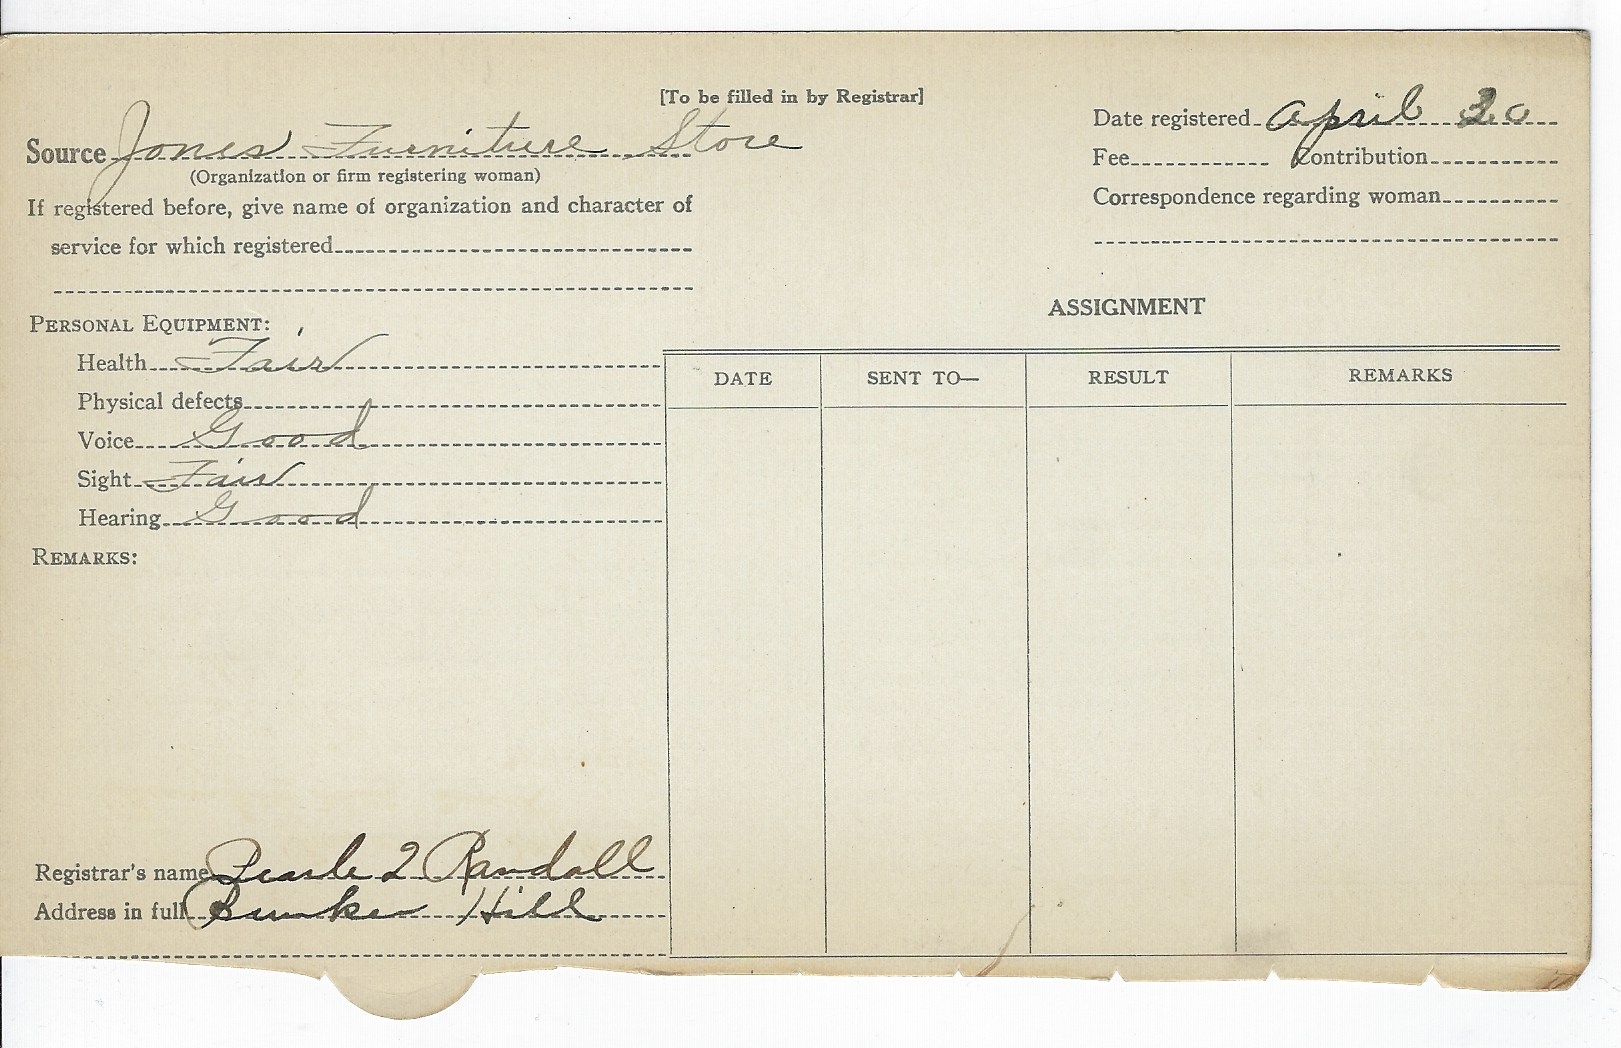 [To be filled in by Registrar]
Source Jones Furniture Store
(Organization or firm registering woman)
If registered before, give name of organization and character of
service for which registered
Date registered April 30
Fee Contribution
Correspondence regarding woman
PERSONAL EQUIPMENT:
Health Fair
Physical defects
Voice Good
Sight Fair
Hearing Good
REMARKS:
Registrar's name Pearle Q Randall
Address in full Bunker Hill
ASSIGNMENT
DATE SENT TO— RESULT REMARKS